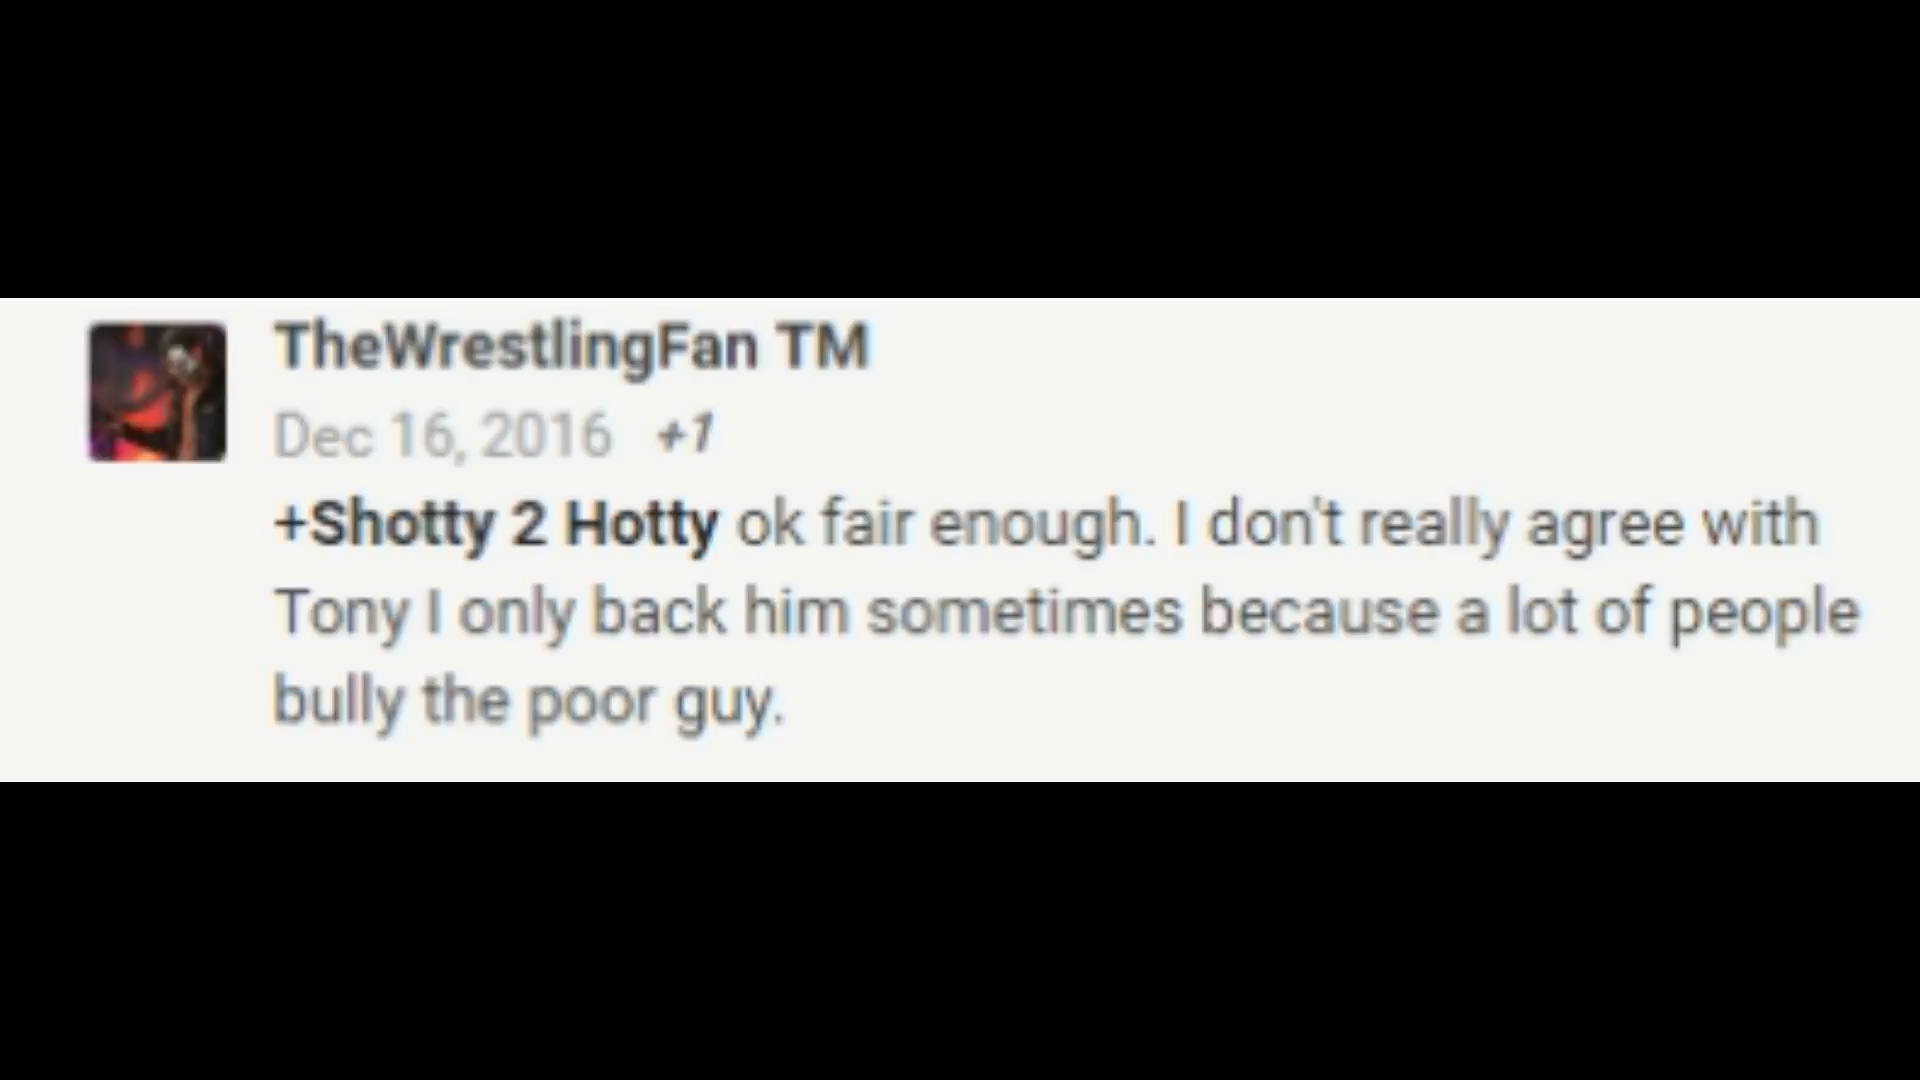 TheWrestlingFan TM
Dec 16, 2016 +1
+Shotty 2 Hotty ok fair enough. I don't really agree with
Tony I only back him sometimes because a lot of people
bully the poor guy.